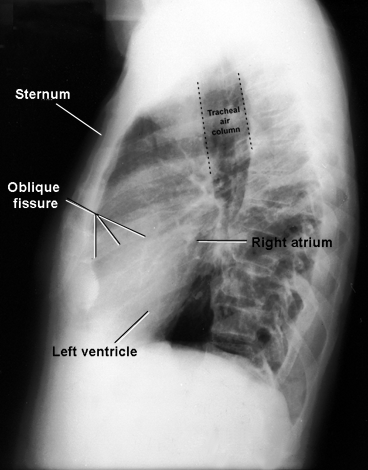 Sternum
Tracheal
air
column
Oblique
fissure
Right atrium
Left ventricle